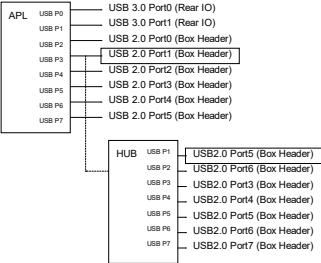 APL
USB P0 USB 3.0 Port0 (Rear IO)
USB P1 USB 3.0 Port1 (Rear IO)
USB P2 USB 2.0 Port0 (Box Header)
USB P3 USB 2.0 Port1 (Box Header)
USB P4 USB 2.0 Port2 (Box Header)
USB P5 USB 2.0 Port3 (Box Header)
USB P6 USB 2.0 Port4 (Box Header)
USB P7 USB 2.0 Port5 (Box Header)
HUB
USB P1 USB2.0 Port5 (Box Header)
USB P2 USB2.0 Port6 (Box Header)
USB P3 USB2.0 Port3 (Box Header)
USB P4 USB2.0 Port4 (Box Header)
USB P5 USB2.0 Port5 (Box Header)
USB P6 USB2.0 Port6 (Box Header)
USB P7 USB2.0 Port7 (Box Header)